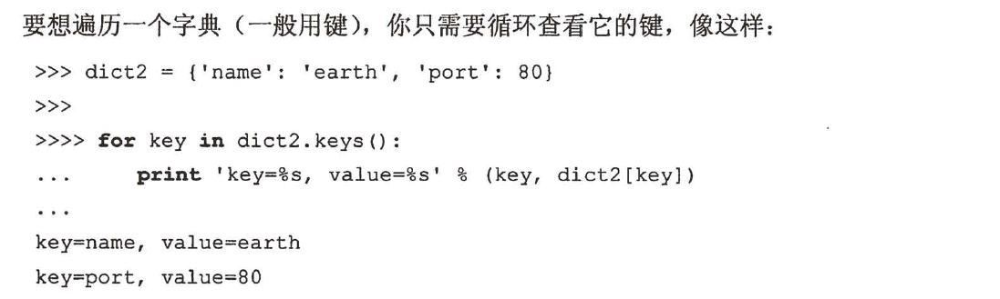 要想遍历一个字典（一般用键），你只需要循环查看它的键，像这样：
>>> dict2 = {'name': 'earth', 'port': 80}
>>>
>>>> for key in dict2.keys():
...     print 'key=%s, value=%s' % (key, dict2[key])
...
key=name, value=earth
key=port, value=80